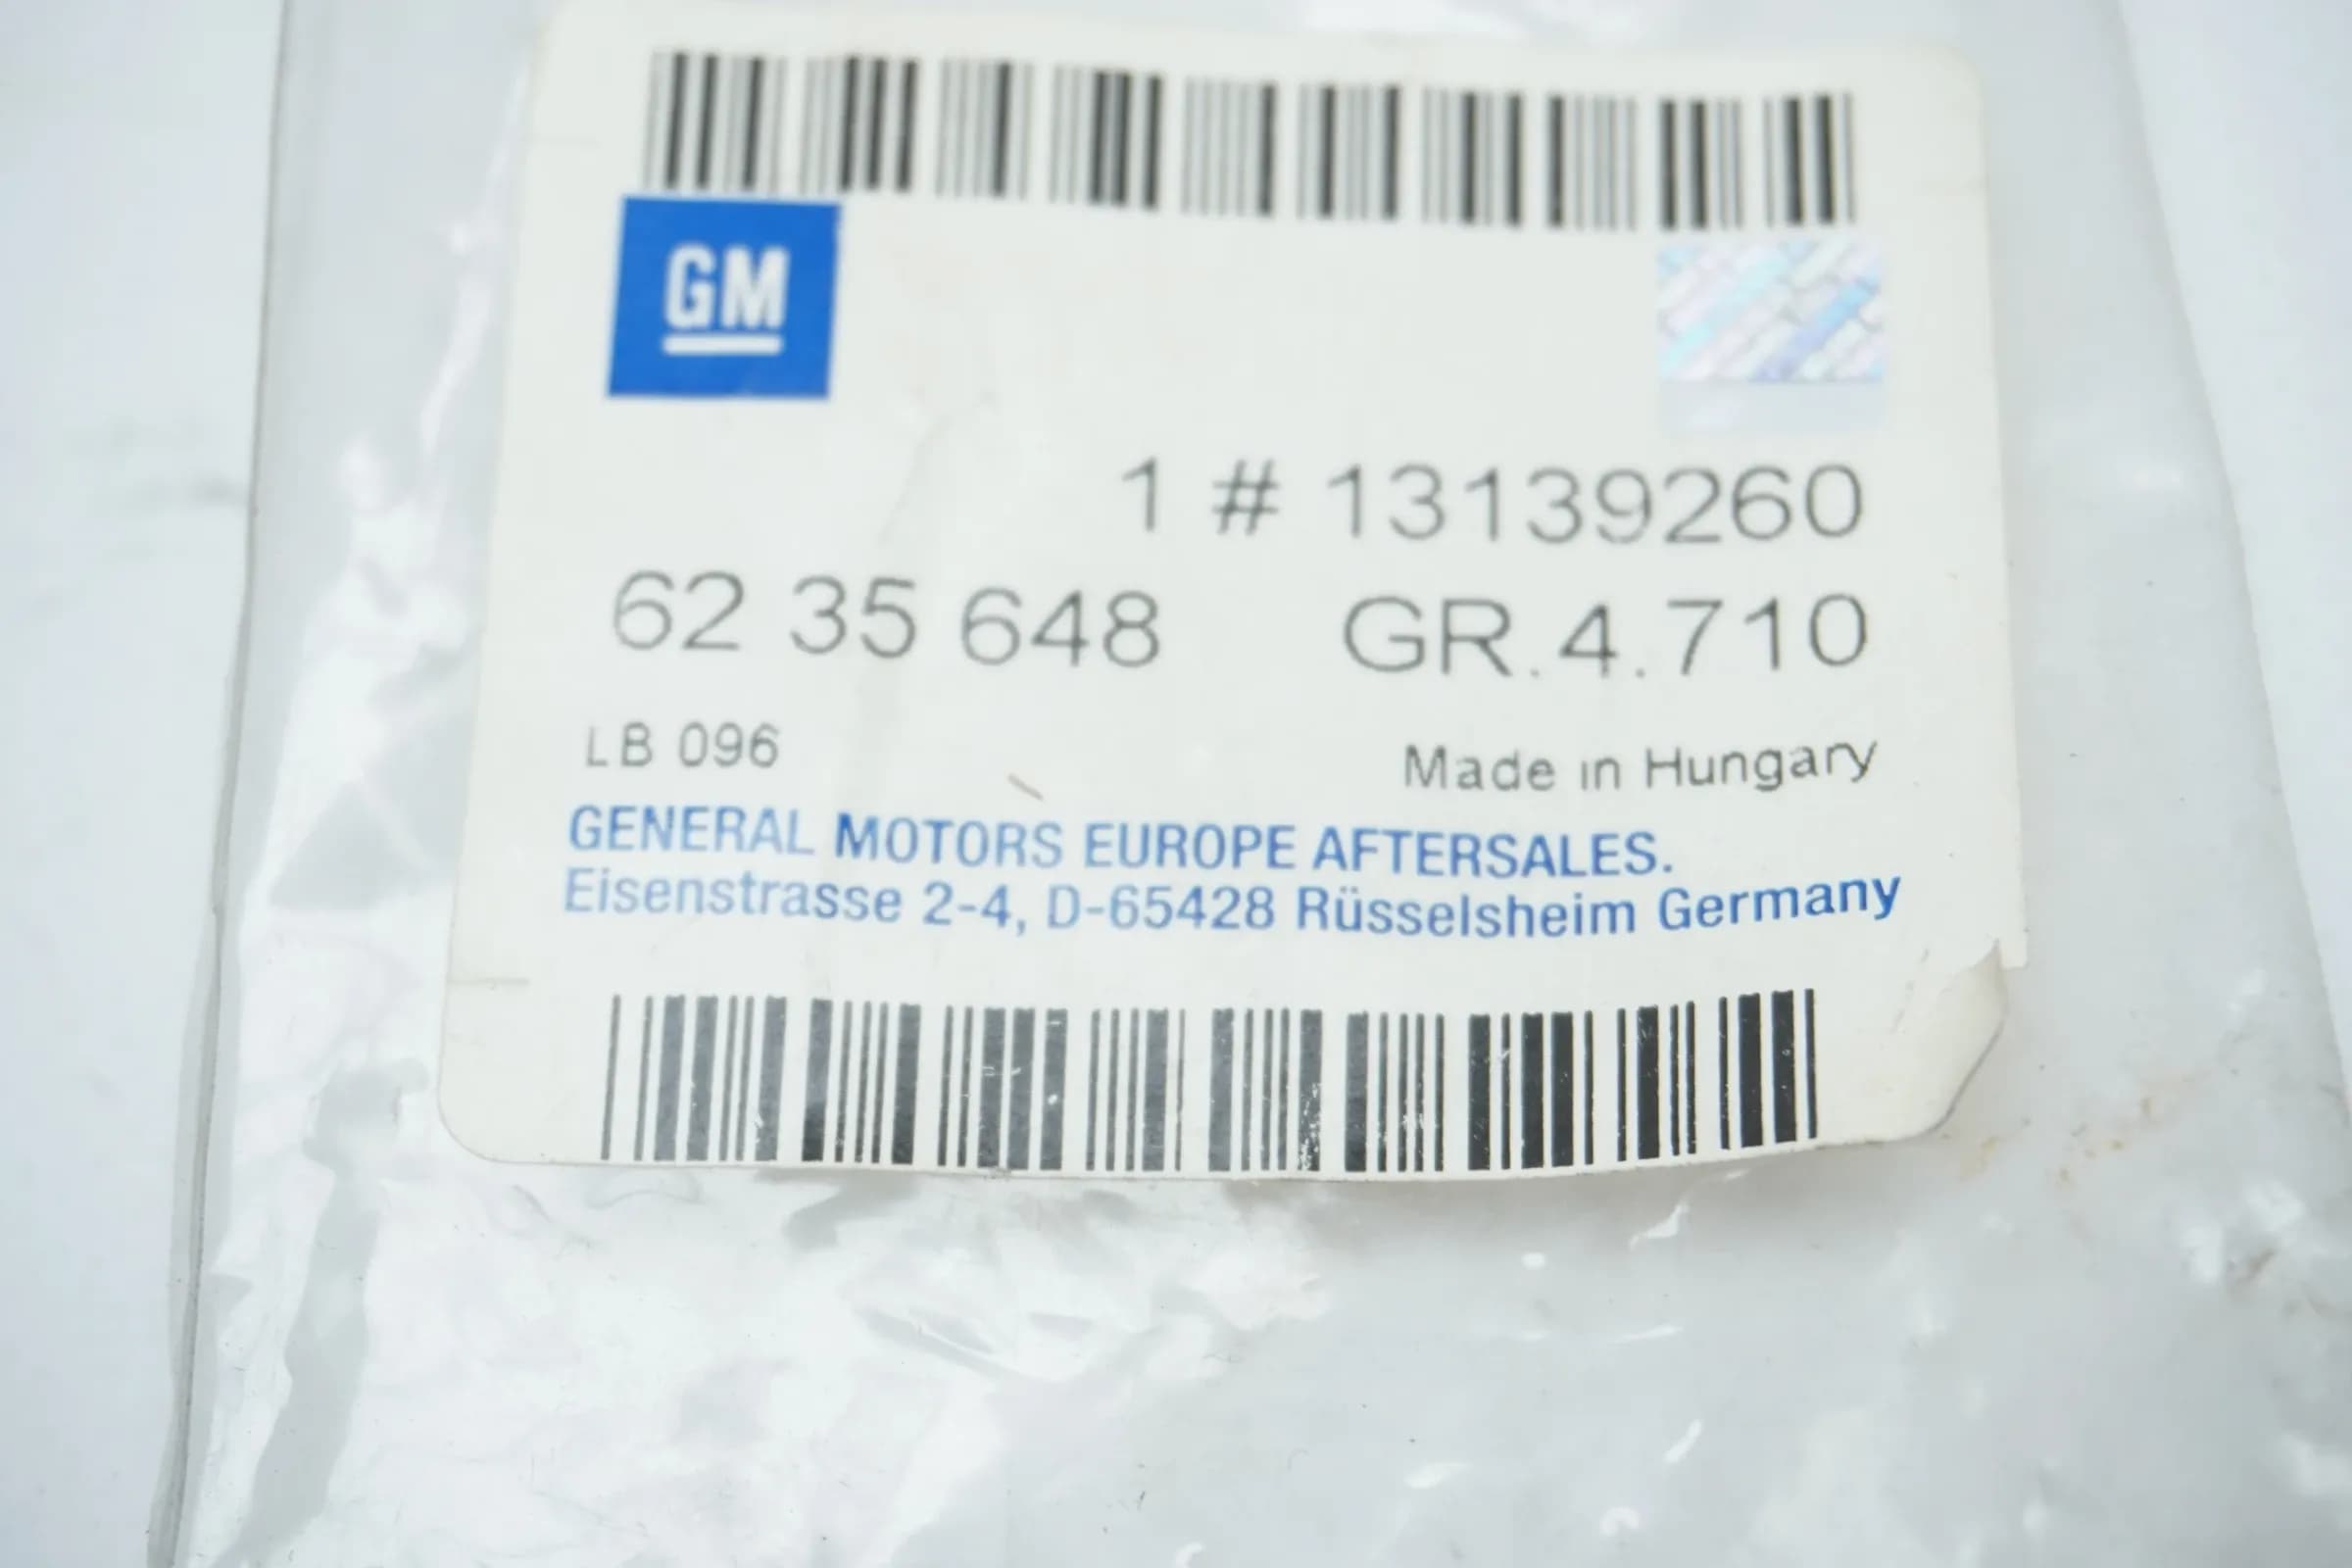 GM
1 # 13139260
62 35 648 GR. 4.710
LB 096 Made in Hungary
GENERAL MOTORS EUROPE AFTERSALES.
Eisenstrasse 2-4, D-65428 Rüsselsheim Germany